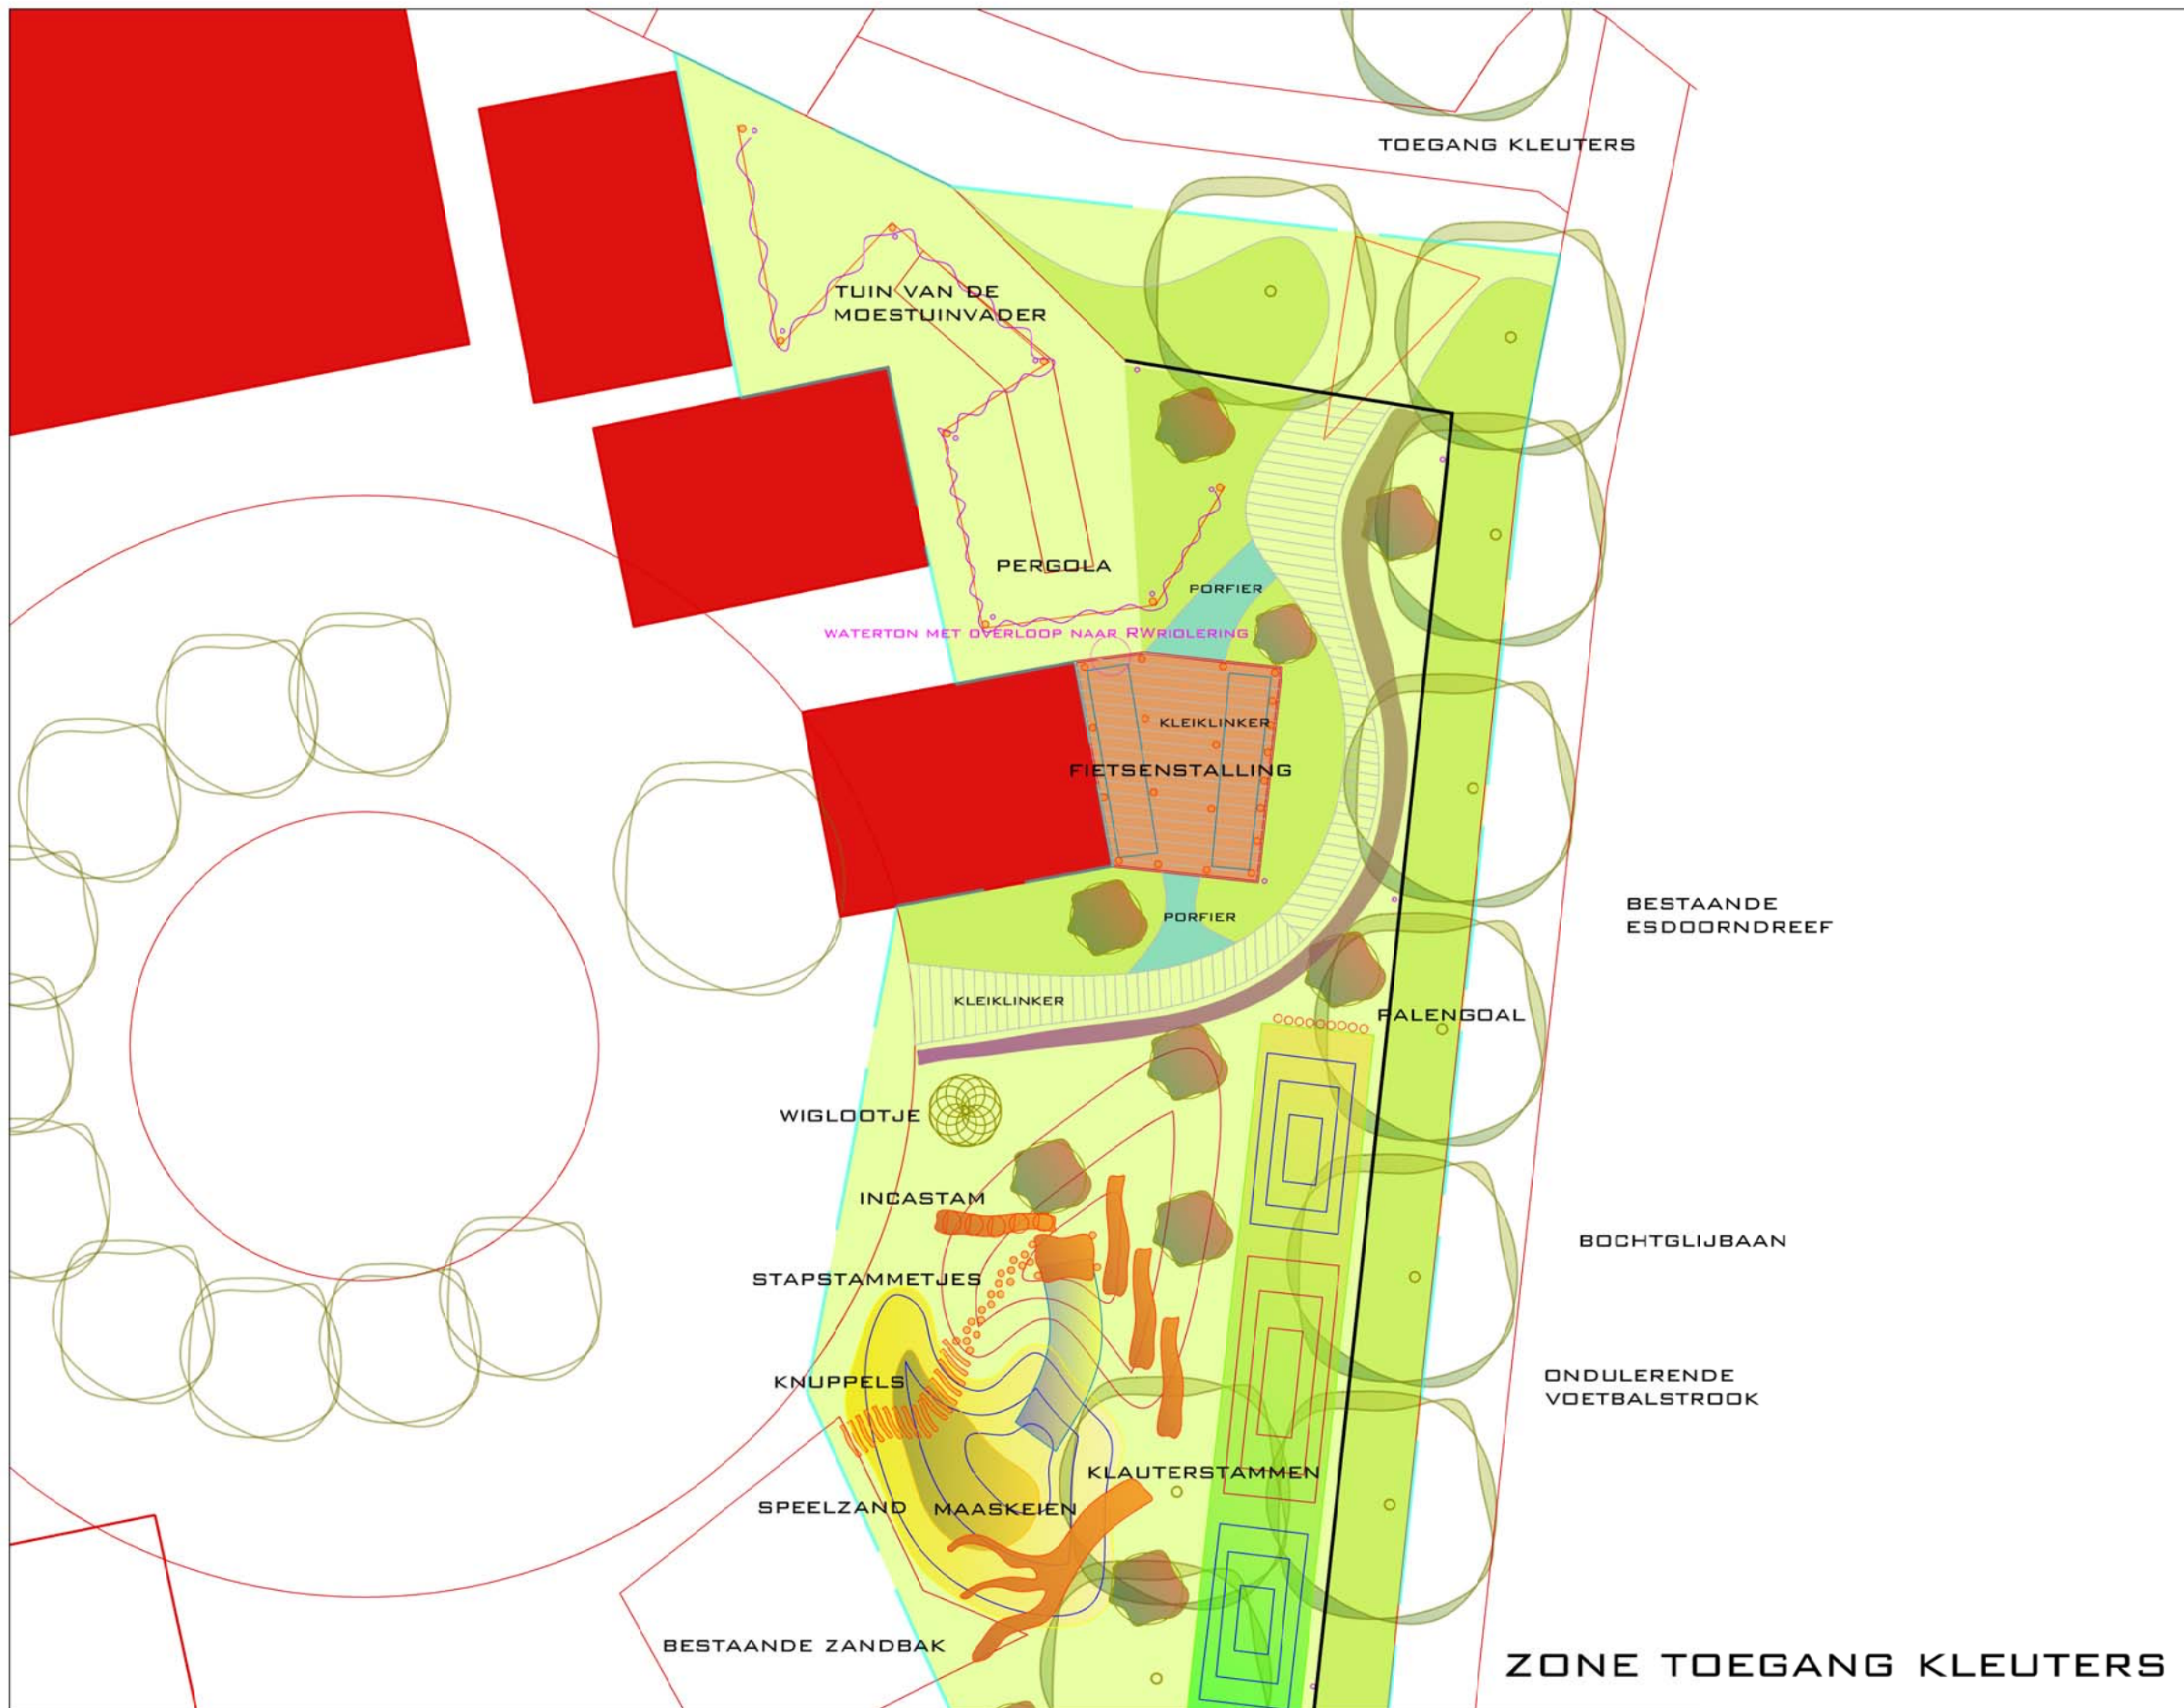 TOEGANG KLEUTERS
TUIN VAN DE
MOESTUINVADER
PERGOLA
PORFIER
WATERTON MET OVERLOOP NAAR RWRIOLERING
KLEIKLINKER
FIETSENSTALLING
BESTAANDE
ESDOORNDREEF
PORFIER
KLEIKLINKER
PALENGOAL
WIGLOOTJE
INCASTAM
BOCHTGLIJBAAN
STAPSTAMMETJES
KNUPPELS
ONDULERENDE
VOETBALSTROOK
KLAUTERSTAMMEN
SPEELZAND
MAASKEIEN
BESTAANDE ZANDBAK
ZONE TOEGANG KLEUTERS